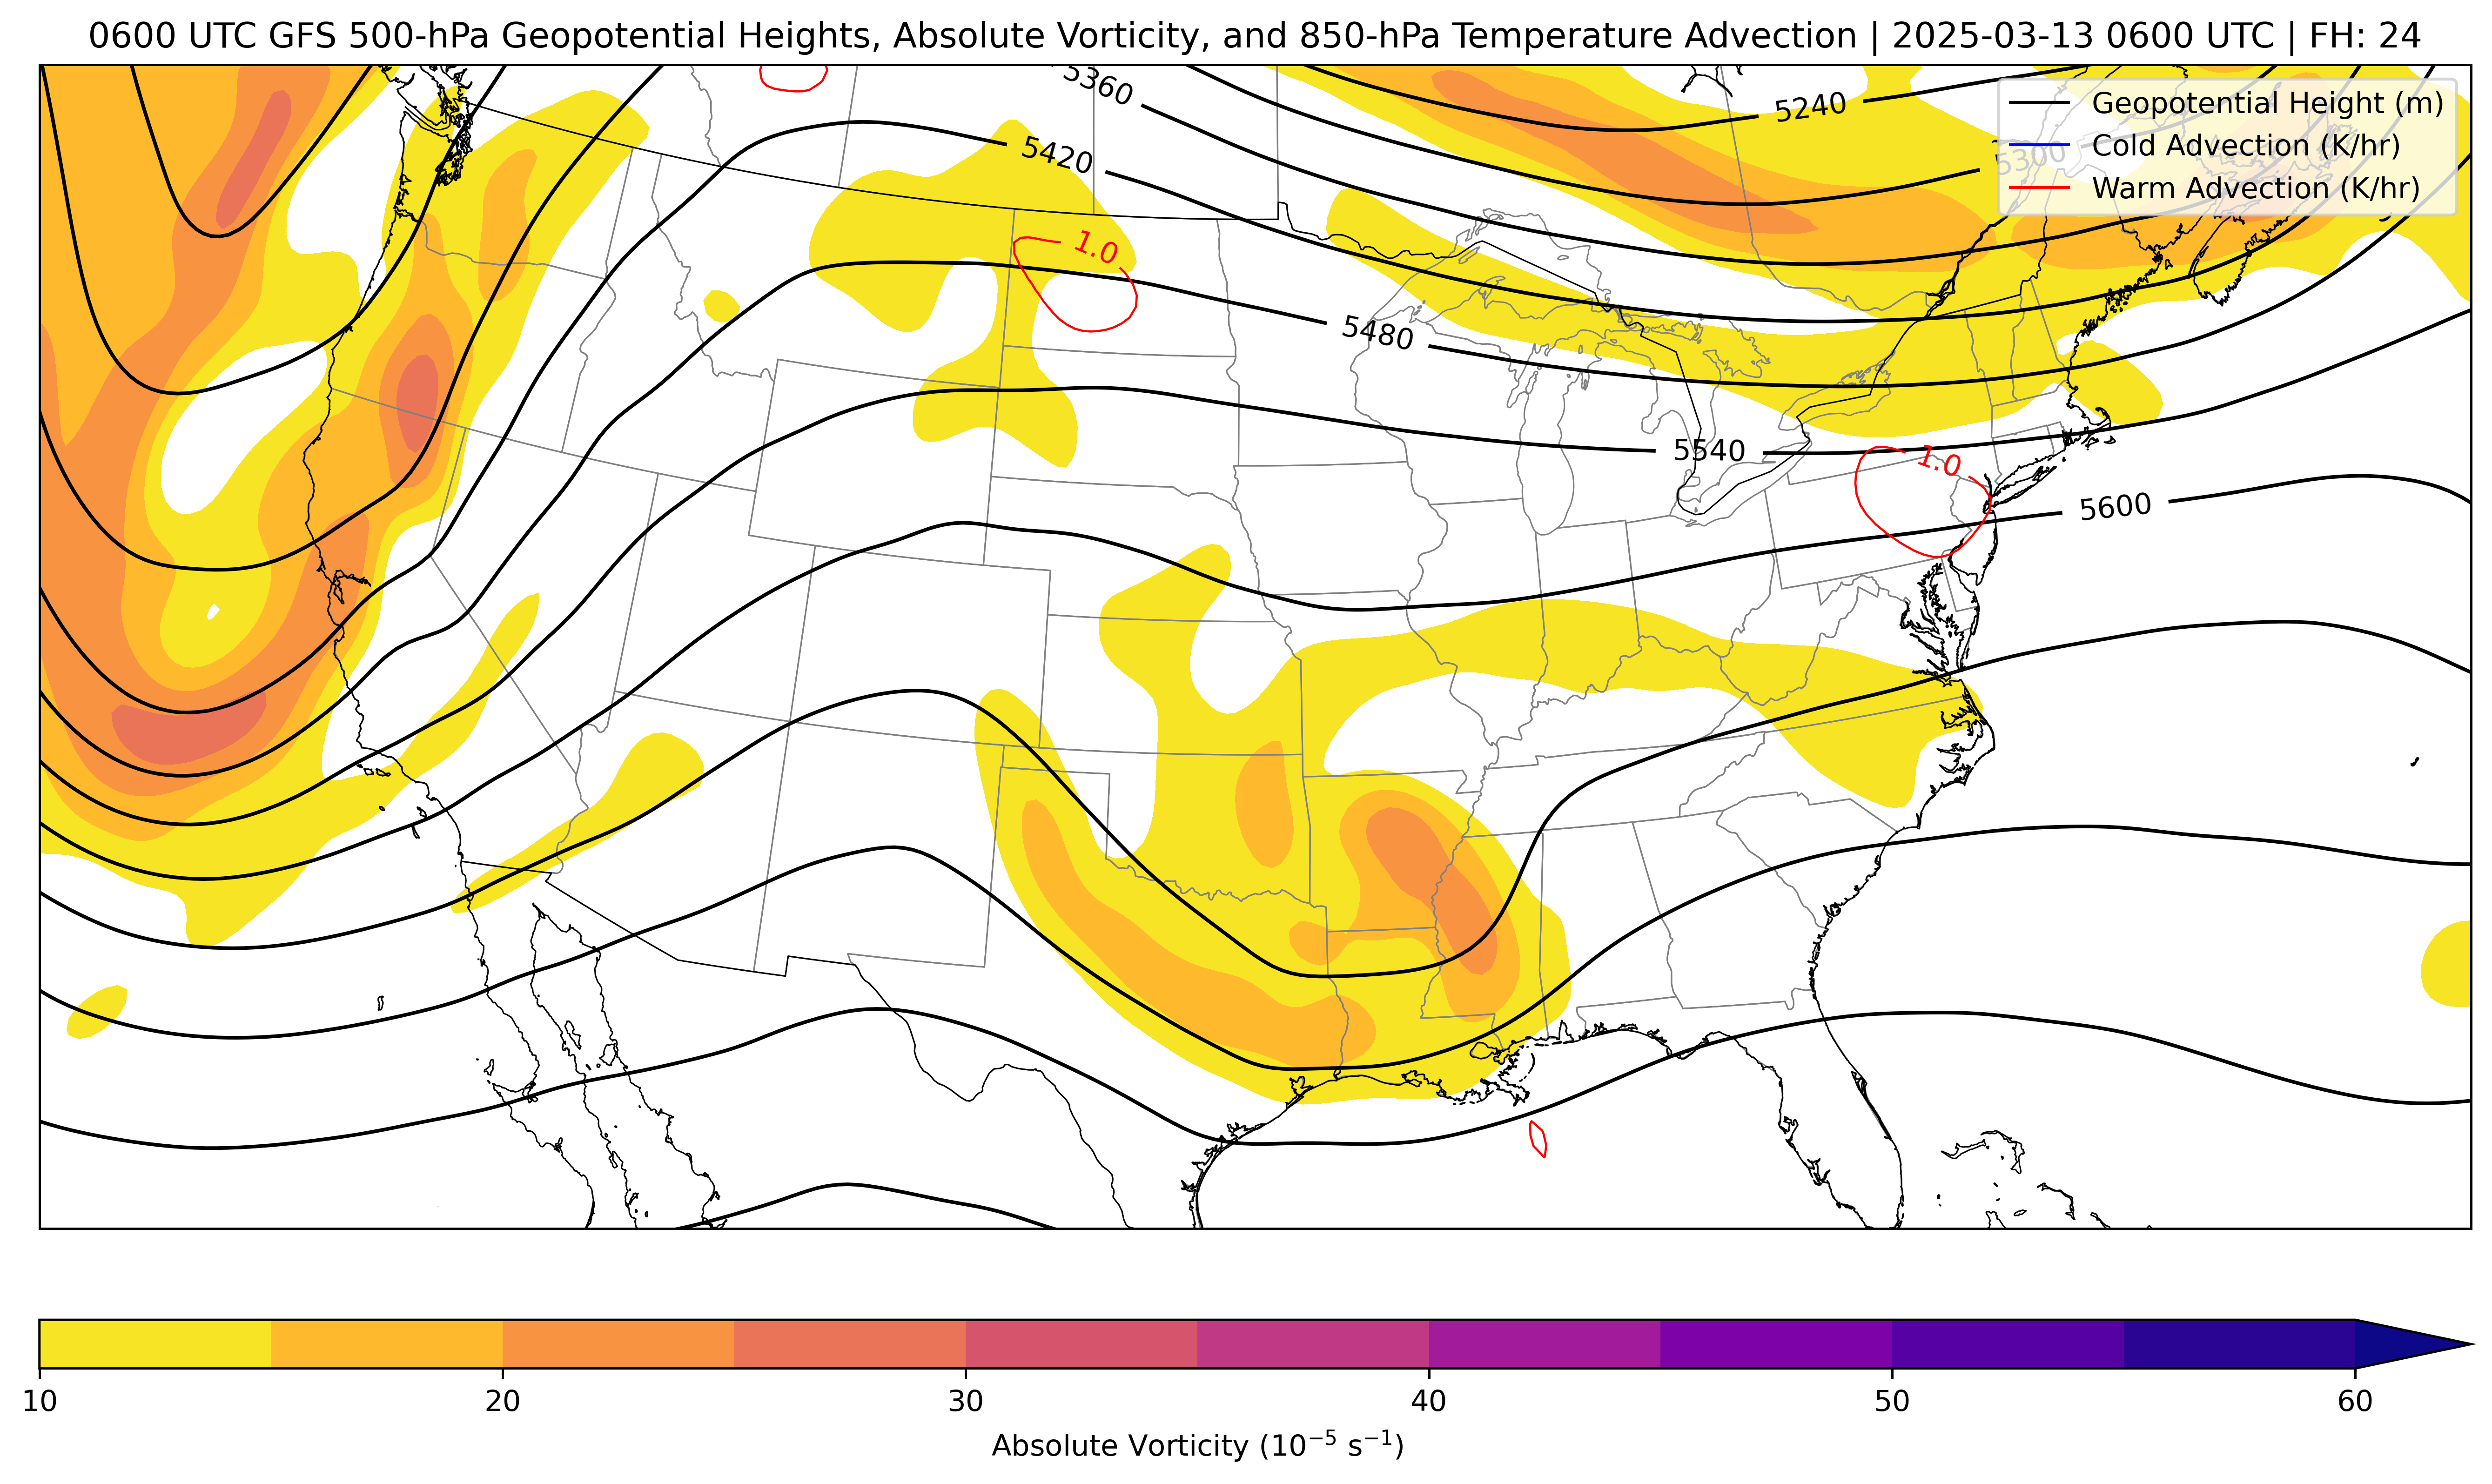 0600 UTC GFS 500-hPa Geopotential Heights, Absolute Vorticity, and 850-hPa Temperature Advection | 2025-03-13 0600 UTC | FH: 24
5360
5240
Geopotential Height (m)
5300
Cold Advection (K/hr)
Warm Advection (K/hr)
5420
1.0
5480
5540
1.0
5600
10 20 30 40 50 60
Absolute Vorticity (10⁻⁵ s⁻¹)